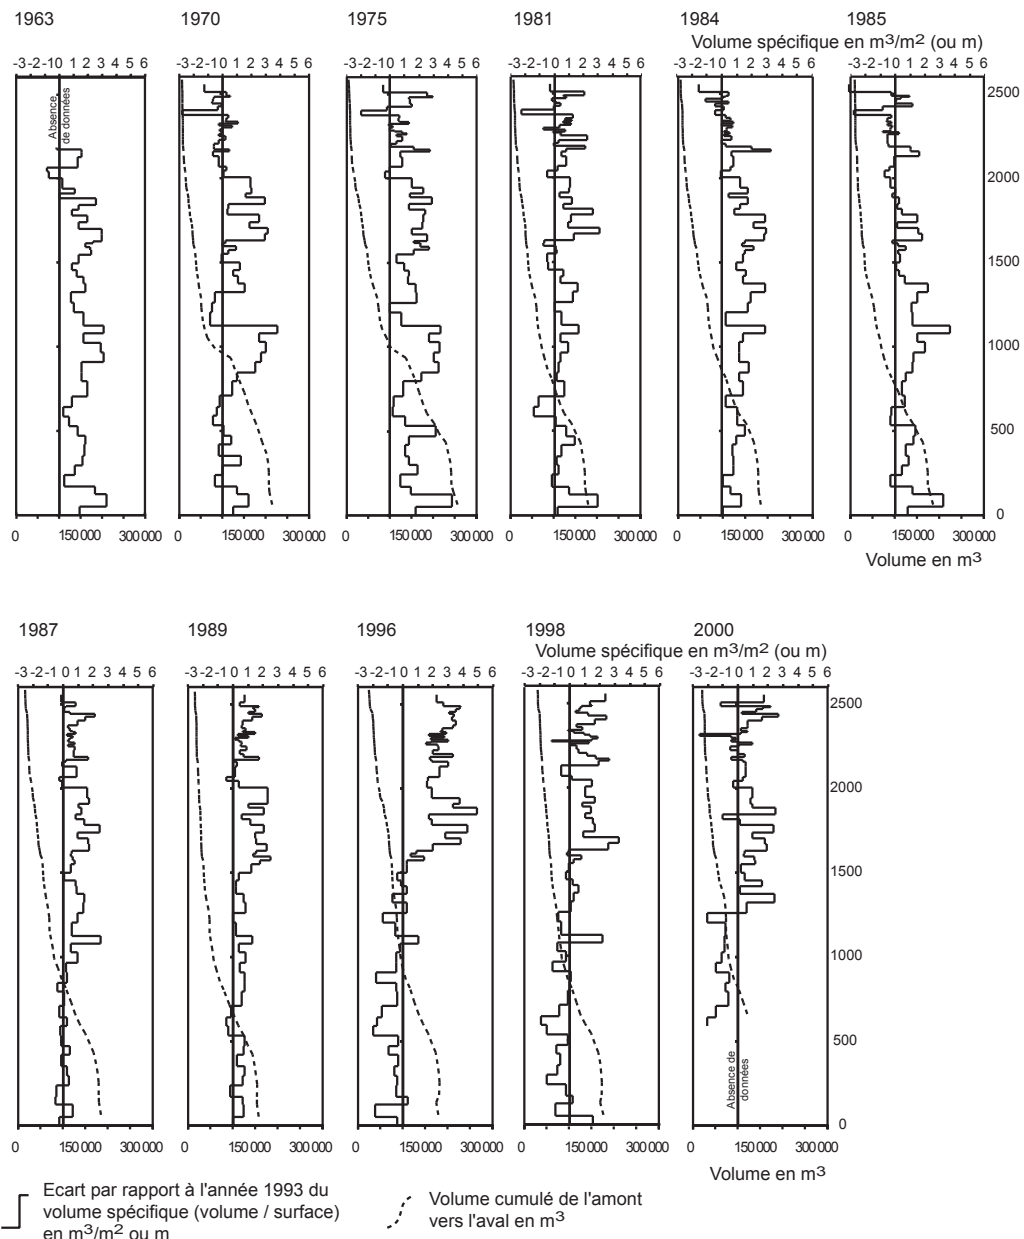 1963 1970 1975 1981 1984 1985
Volume spécifique en m3/m2 (ou m)
-3-2-10 1 2 3 4 5 6 -3-2-10 1 2 3 4 5 6 -3-2-10 1 2 3 4 5 6 -3-2-10 1 2 3 4 5 6 -3-2-10 1 2 3 4 5 6 -3-2-10 1 2 3 4 5 6
Absence
de données
2500
2000
1500
1000
500
0
0 150 000 300 000 0 150 000 300 000 0 150 000 300 000 0 150 000 300 000 0 150 000 300 000 0 150 000 300 000
Volume en m3
1987 1989 1996 1998 2000
Volume spécifique en m3/m2 (ou m)
-3-2-1 0 1 2 3 4 5 6 -3-2-1 0 1 2 3 4 5 6 -3-2-1 0 1 2 3 4 5 6 -3-2-1 0 1 2 3 4 5 6 -3-2-1 0 1 2 3 4 5 6
2500
2000
1500
1000
500
0
Absence de
données
0 150 000 300 000 0 150 000 300 000 0 150 000 300 000 0 150 000 300 000 0 150 000 300 000
Volume en m3
Ecart par rapport à l'année 1993 du
volume spécifique (volume / surface)
en m3/m2 ou m
Volume cumulé de l'amont
vers l'aval en m3